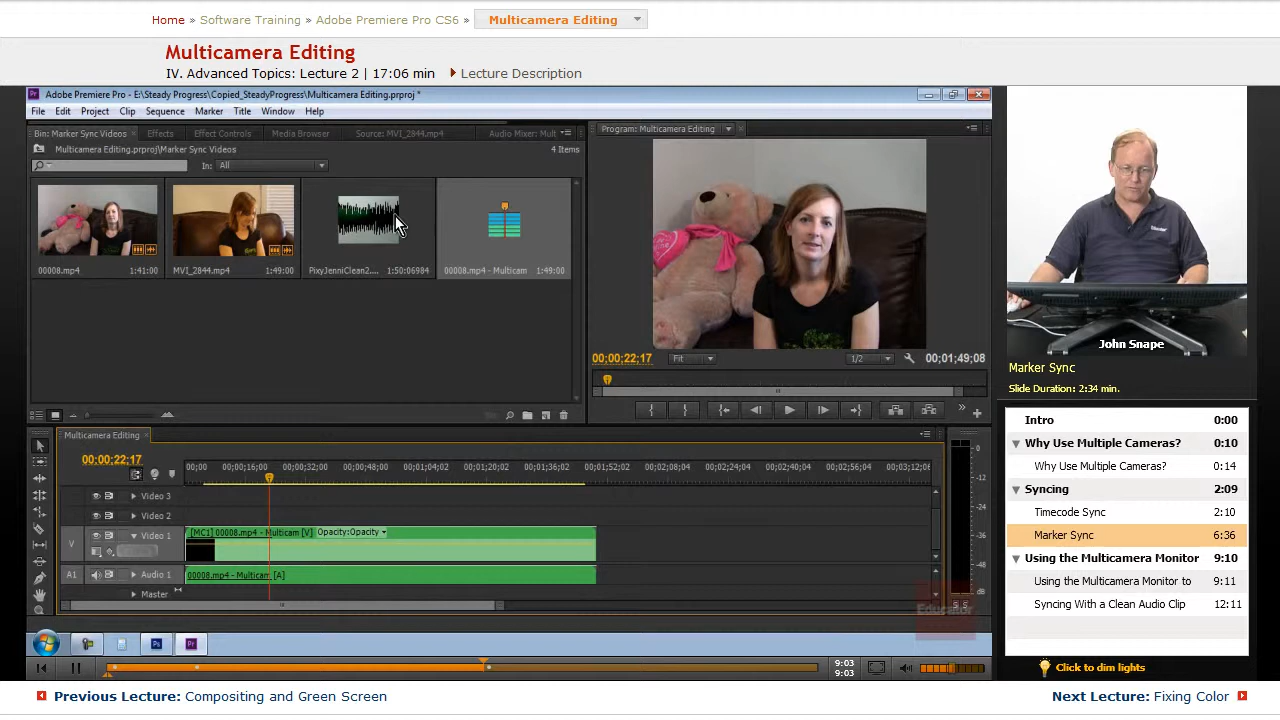 Home » Software Training » Adobe Premiere Pro CS6 » Multicamera Editing
Multicamera Editing
IV. Advanced Topics: Lecture 2 | 17:06 min Lecture Description
Adobe Premiere Pro - E:\Steady Progress\Copied_SteadyProgress\Multicamera Editing.prproj *
File Edit Project Clip Sequence Marker Title Window Help
Bin: Marker Sync Videos Effects Effect Controls Media Browser Source: MVI_2844.mp4 Audio Mixer: Mult
Program: Multicamera Editing
Multicamera Editing.prproj\Marker Sync Videos 4 Items
In: All
00008.mp4 1:41:00
MVI_2844.mp4 1:49:00
PixyJenniClean2.... 1:50:06984
00008.mp4 - Multicam 1:49:00
00;00;22;17 Fit 1/2 00;01;49;08
John Snape
Marker Sync
Slide Duration: 2:34 min.
Intro 0:00
Why Use Multiple Cameras? 0:10
Why Use Multiple Cameras? 0:14
Syncing 2:09
Timecode Sync 2:10
Marker Sync 6:36
Using the Multicamera Monitor 9:10
Using the Multicamera Monitor to 9:11
Syncing With a Clean Audio Clip 12:11
Multicamera Editing
00;00;22;17
00;00 00;00;16;00 00;00;32;00 00;00;48;00 00;01;04;02 00;01;20;02 00;01;36;02 00;01;52;02 00;02;08;04 00;02;24;04 00;02;40;04 00;02;56;04 00;03;12;06
Video 3
Video 2
V Video 1 [MC1] 00008.mp4 - Multicam [V] Opacity:Opacity
A1 Audio 1 00008.mp4 - Multicam [A]
Master
0
-12
-24
-36
-48
dB
S S
Educator
9:03
9:03
Click to dim lights
Previous Lecture: Compositing and Green Screen
Next Lecture: Fixing Color